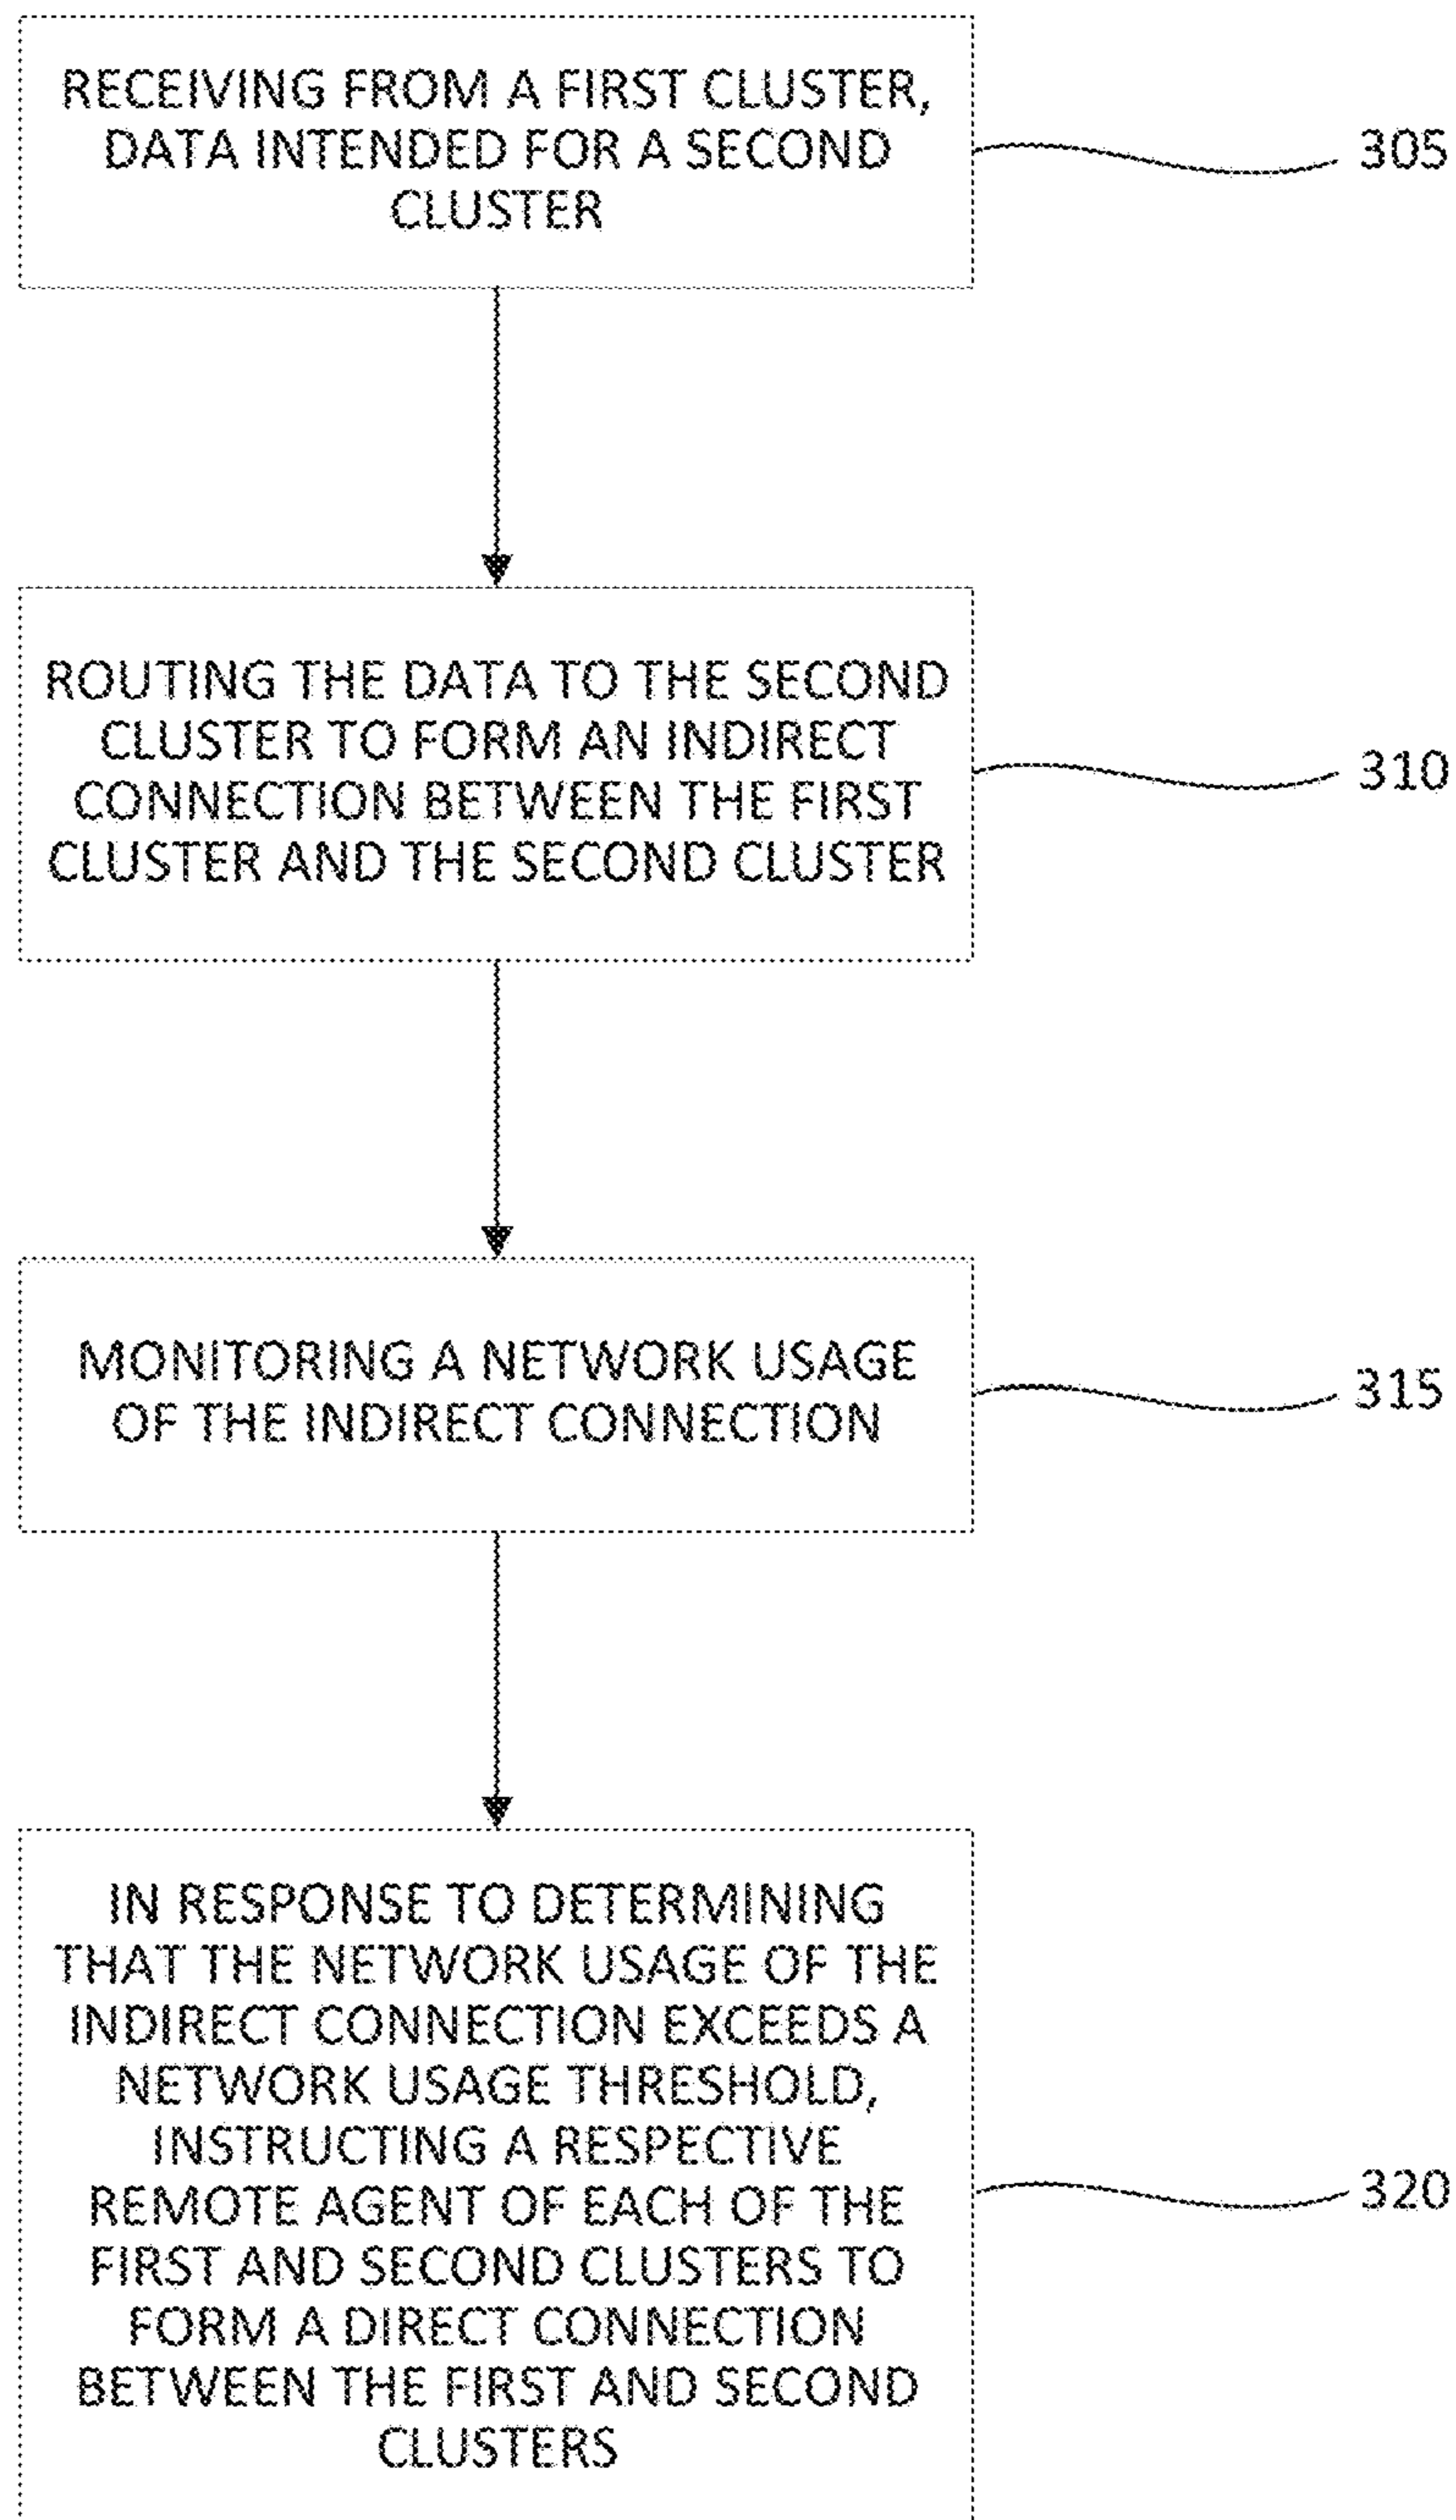 RECEIVING FROM A FIRST CLUSTER,
DATA INTENDED FOR A SECOND
CLUSTER
305
ROUTING THE DATA TO THE SECOND
CLUSTER TO FORM AN INDIRECT
CONNECTION BETWEEN THE FIRST
CLUSTER AND THE SECOND CLUSTER
310
MONITORING A NETWORK USAGE
OF THE INDIRECT CONNECTION
315
IN RESPONSE TO DETERMINING
THAT THE NETWORK USAGE OF THE
INDIRECT CONNECTION EXCEEDS A
NETWORK USAGE THRESHOLD,
INSTRUCTING A RESPECTIVE
REMOTE AGENT OF EACH OF THE
FIRST AND SECOND CLUSTERS TO
FORM A DIRECT CONNECTION
BETWEEN THE FIRST AND SECOND
CLUSTERS
320